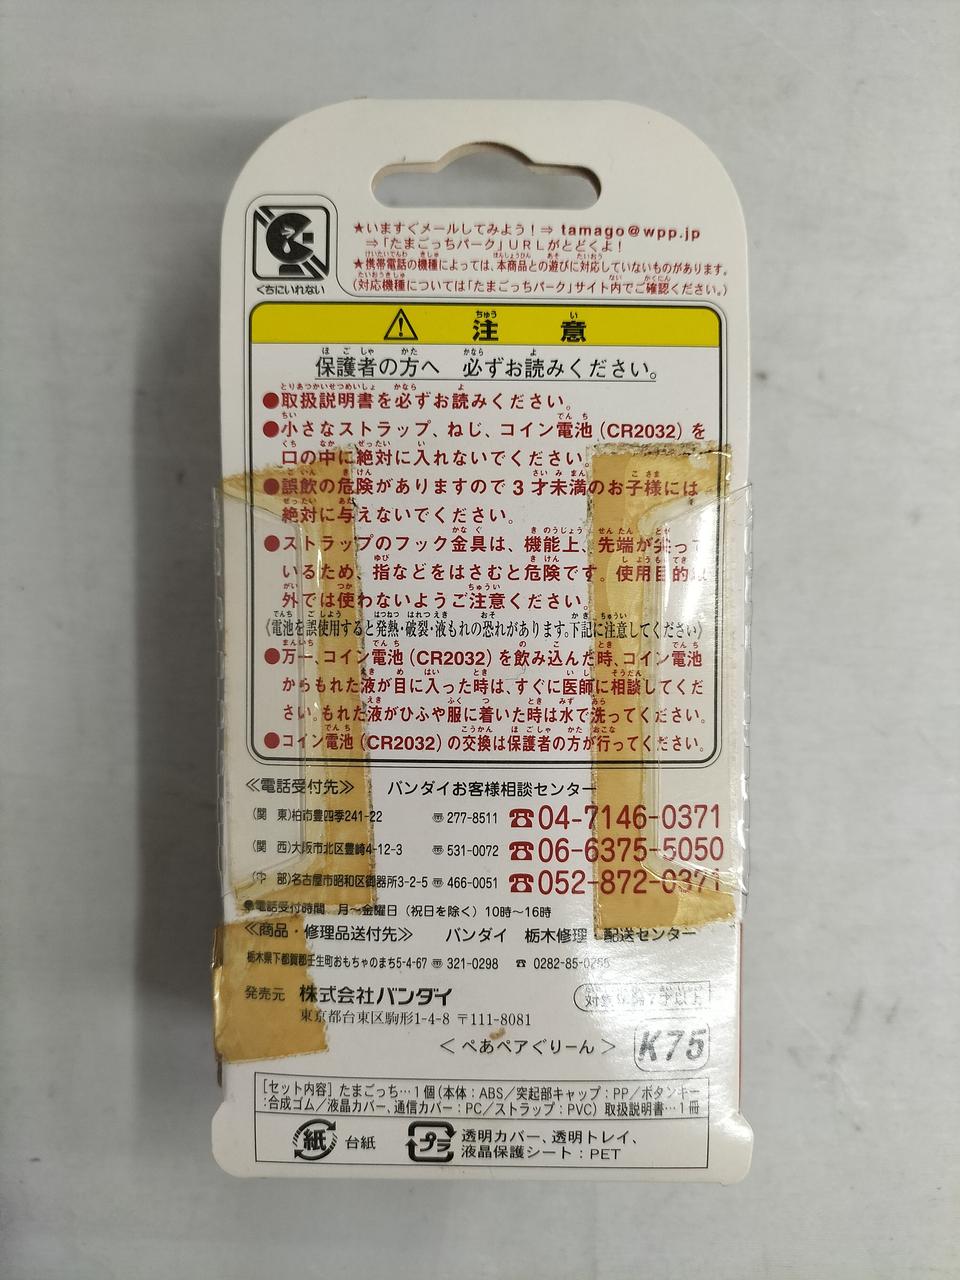 くちにいれない
★いますぐメールしてみよう！⇒ tamago@wpp.jp
⇒「たまごっちパーク」URLがとどくよ！
★携帯電話の機種によっては、本商品との遊びに対応していないものがあります。
（対応機種については「たまごっちパーク」サイト内でご確認ください。）
注意
保護者の方へ 必ずお読みください。
●取扱説明書を必ずお読みください。
●小さなストラップ、ねじ、コイン電池（CR2032）を
口の中に絶対に入れないでください。
●誤飲の危険がありますので3才未満のお子様には
絶対に与えないでください。
●ストラップのフック金具は、機能上、先端が尖って
いるため、指などをはさむと危険です。使用目的以
外では使わないようご注意ください。
《電池を誤使用すると発熱・破裂・液もれの恐れがあります。下記に注意してください》
●万一、コイン電池（CR2032）を飲み込んだ時、コイン電池
からもれた液が目に入った時は、すぐに医師に相談してくだ
さい。もれた液がひふや服に着いた時は水で洗ってください。
●コイン電池（CR2032）の交換は保護者の方が行ってください。
≪電話受付先≫ バンダイお客様相談センター
（関 東）柏市豊四季241-22 〠277-8511 ☎04-7146-0371
（関 西）大阪市北区豊崎4-12-3 〠531-0072 ☎06-6375-5050
（中 部）名古屋市昭和区御器所3-2-5 〠466-0051 ☎052-872-0371
●電話受付時間 月～金曜日（祝日を除く）10時～16時
≪商品・修理品送付先≫ バンダイ 栃木修理・配送センター
栃木県下都賀郡壬生町おもちゃのまち5-4-67 〠321-0298 ☎ 0282-85-
発売元 株式会社バンダイ
東京都台東区駒形1-4-8 〒111-8081
対象年齢7才以上
＜ぺあペアぐりーん＞
K75
［セット内容］たまごっち…1個（本体：ABS／突起部キャップ：PP／ボタンキー
：合成ゴム／液晶カバー、通信カバー：PC／ストラップ：PVC）取扱説明書…1冊
紙 台紙
プラ 透明カバー、透明トレイ、
液晶保護シート：PET